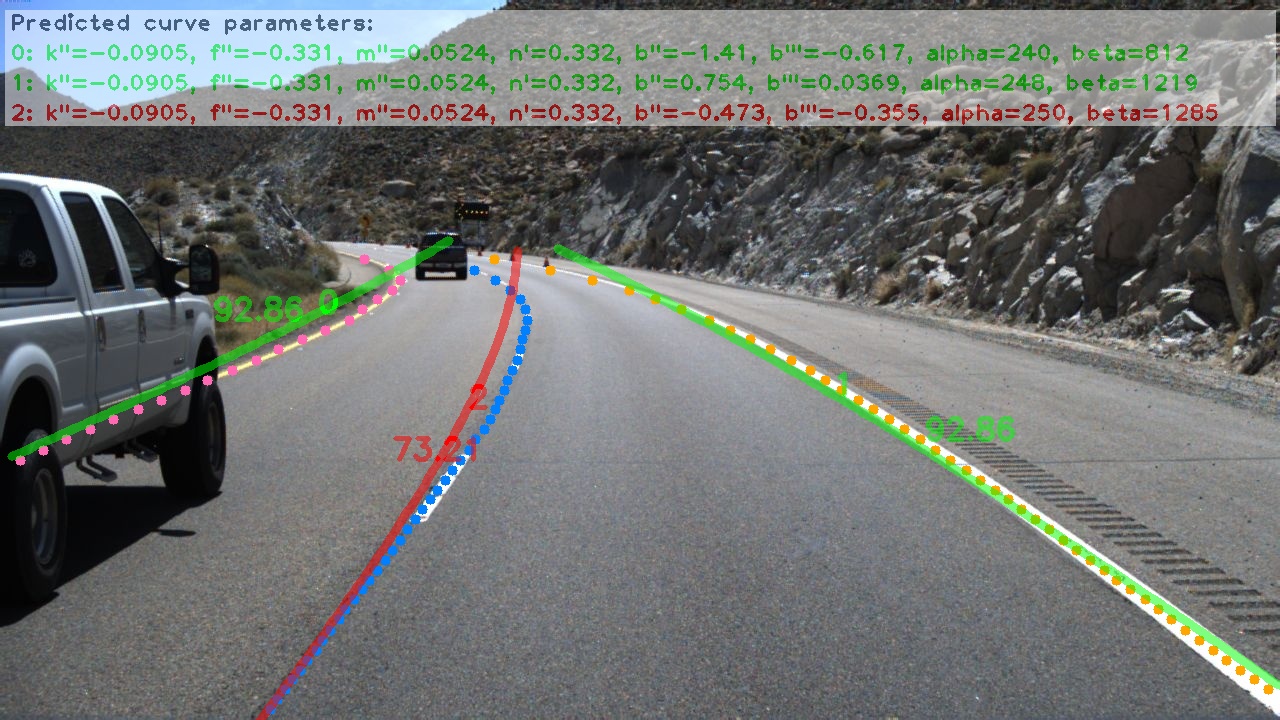 Predicted curve parameters:
0: k''=-0.0905, f''=-0.331, m''=0.0524, n'=0.332, b''=-1.41, b'''=-0.617, alpha=240, beta=812
1: k''=-0.0905, f''=-0.331, m''=0.0524, n'=0.332, b''=0.754, b'''=0.0369, alpha=248, beta=1219
2: k''=-0.0905, f''=-0.331, m''=0.0524, n'=0.332, b''=-0.473, b'''=-0.355, alpha=250, beta=1285
92.86 0
1
2
92.86
73.21